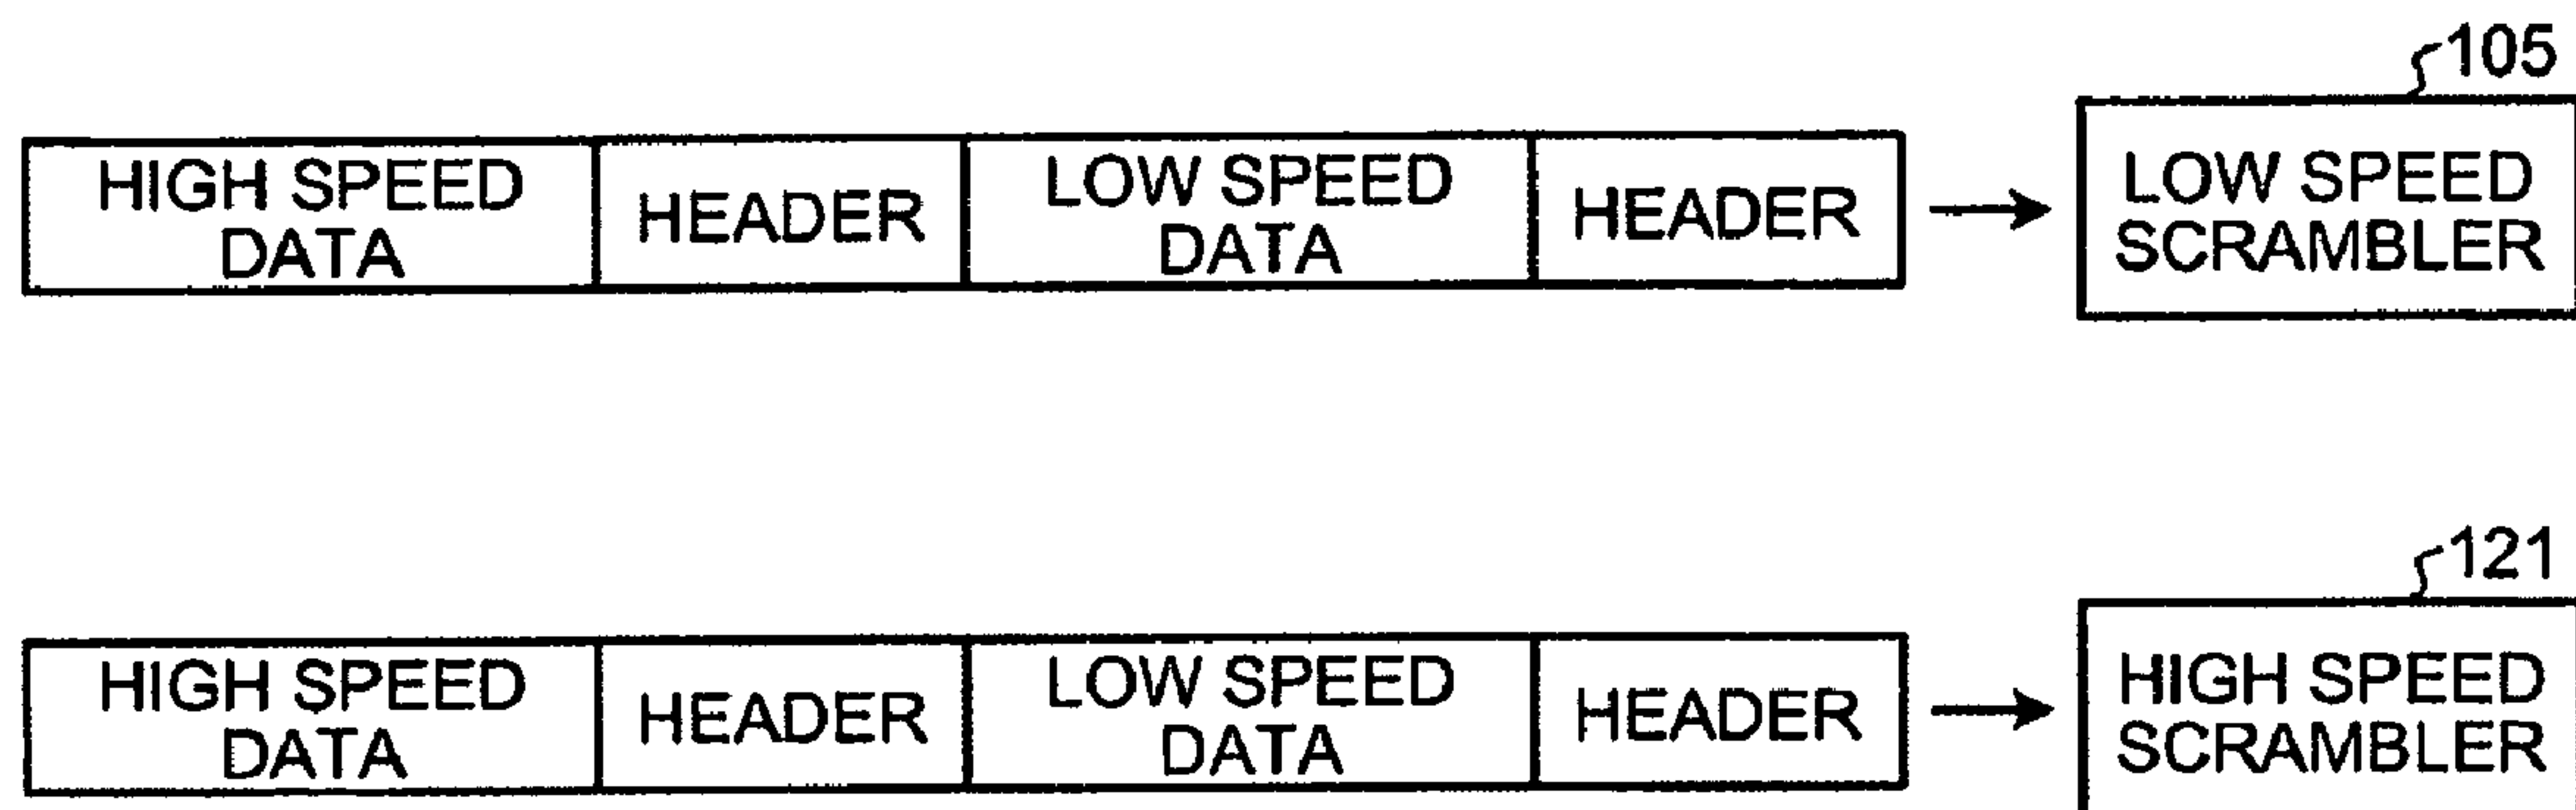 105
HIGH SPEED
DATA
HEADER
LOW SPEED
DATA
HEADER
LOW SPEED
SCRAMBLER
121
HIGH SPEED
DATA
HEADER
LOW SPEED
DATA
HEADER
HIGH SPEED
SCRAMBLER